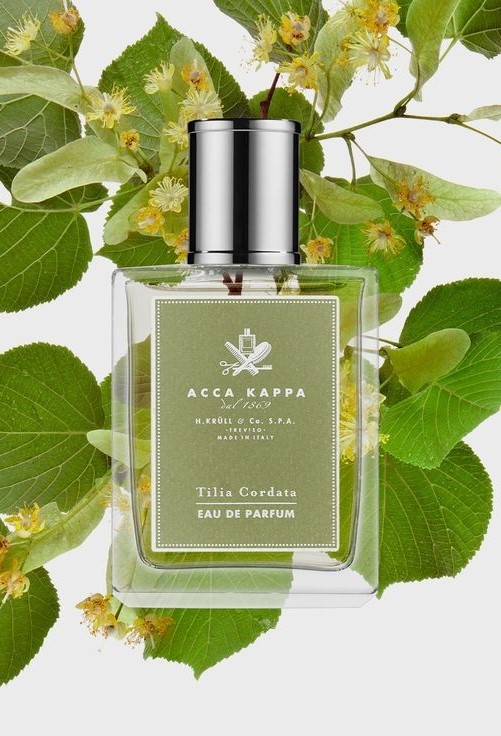 ACCA KAPPA
dal 1869
H.KRÜLL & Co. S.P.A.
·TREVISO·
MADE IN ITALY
Tilia Cordata
EAU DE PARFUM